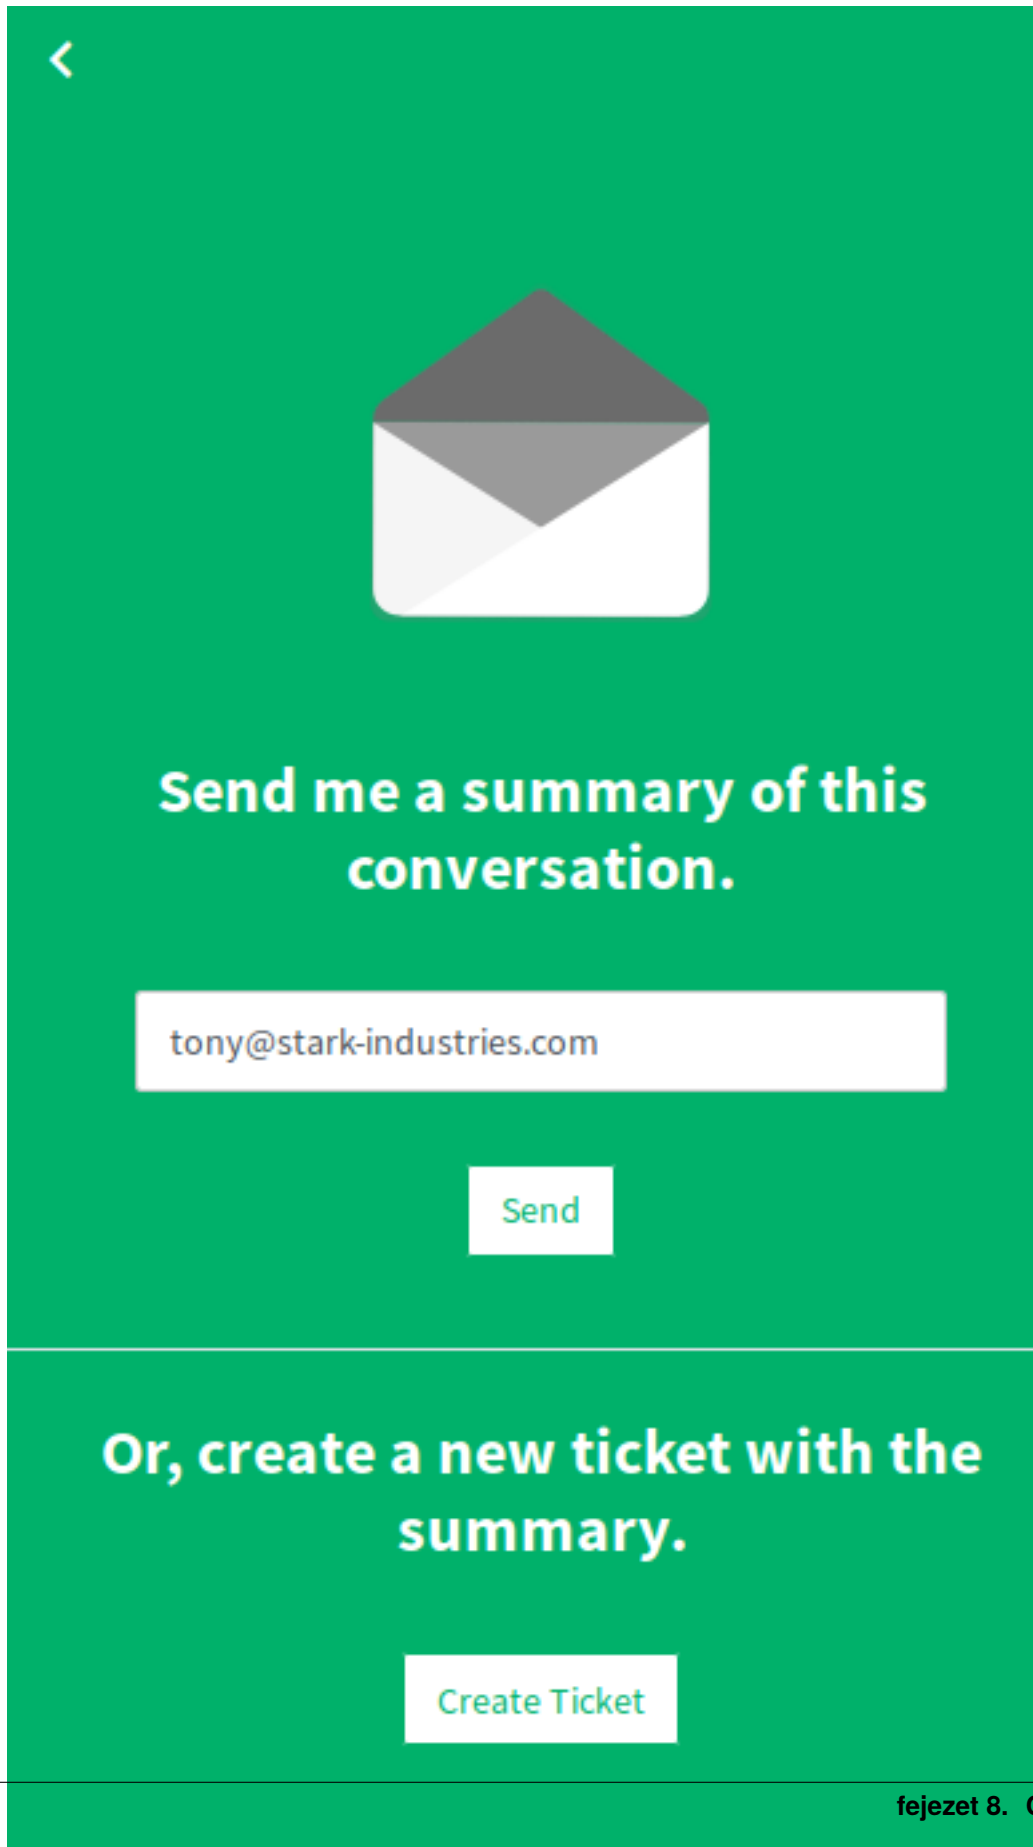 Send me a summary of this
conversation.
tony@stark-industries.com
Send
Or, create a new ticket with the
summary.
Create Ticket
fejezet 8.